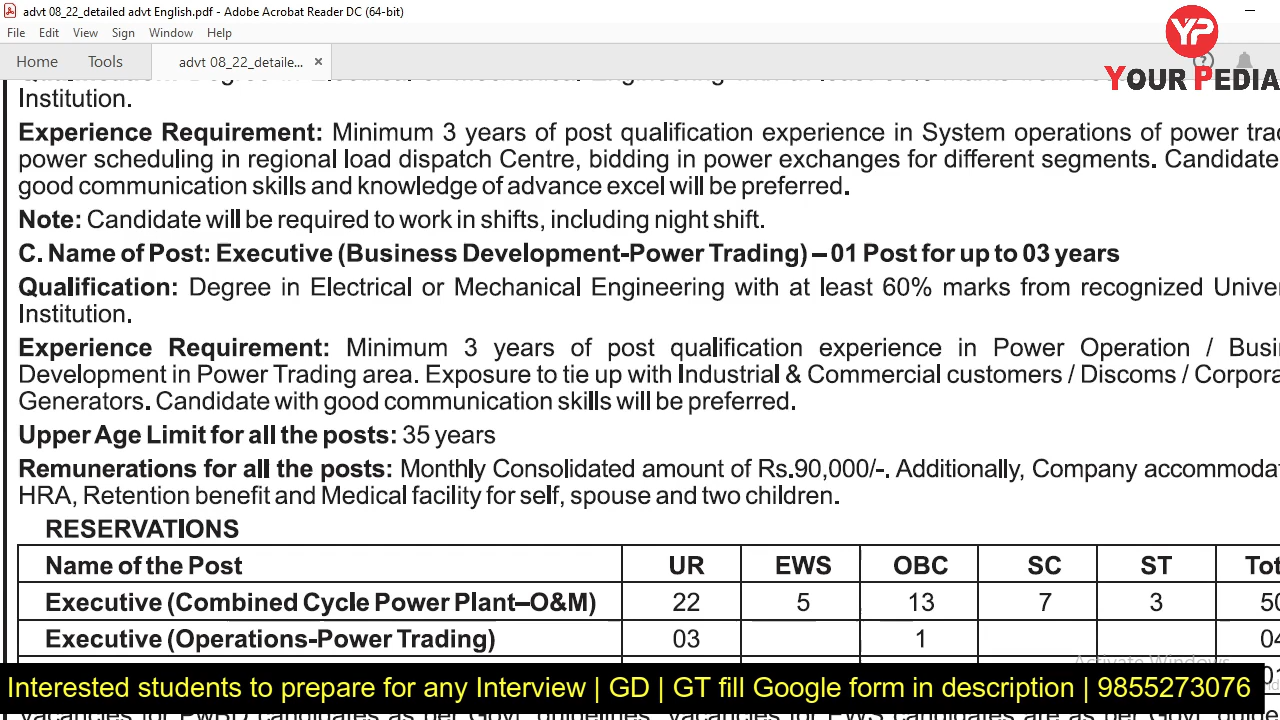 advt 08_22_detailed advt English.pdf - Adobe Acrobat Reader DC (64-bit)
File Edit View Sign Window Help
Home Tools advt 08_22_detaile... ×
YP
YOUR PEDIA
Institution.
Experience Requirement: Minimum 3 years of post qualification experience in System operations of power trad
power scheduling in regional load dispatch Centre, bidding in power exchanges for different segments. Candidate
good communication skills and knowledge of advance excel will be preferred.
Note: Candidate will be required to work in shifts, including night shift.
C. Name of Post: Executive (Business Development-Power Trading) – 01 Post for up to 03 years
Qualification: Degree in Electrical or Mechanical Engineering with at least 60% marks from recognized Univer
Institution.
Experience Requirement: Minimum 3 years of post qualification experience in Power Operation / Busi
Development in Power Trading area. Exposure to tie up with Industrial & Commercial customers / Discoms / Corpora
Generators. Candidate with good communication skills will be preferred.
Upper Age Limit for all the posts: 35 years
Remunerations for all the posts: Monthly Consolidated amount of Rs.90,000/-. Additionally, Company accommodat
HRA, Retention benefit and Medical facility for self, spouse and two children.
RESERVATIONS
Name of the Post UR EWS OBC SC ST Tot
Executive (Combined Cycle Power Plant–O&M) 22 5 13 7 3 50
Executive (Operations-Power Trading) 03 1 04
Activate Windows
01
Interested students to prepare for any Interview | GD | GT fill Google form in description | 9855273076